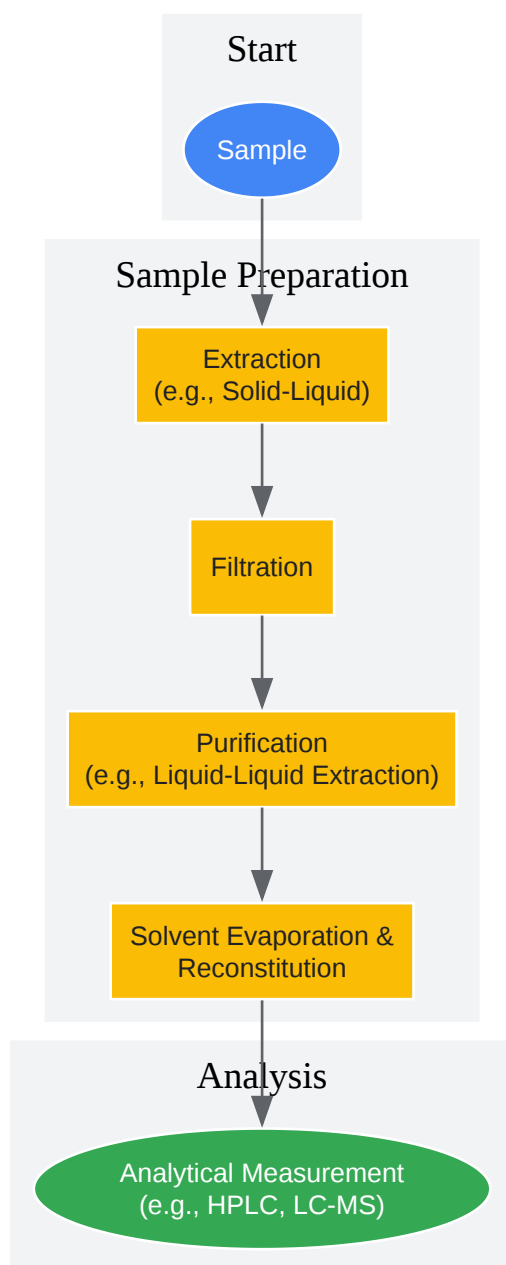 Start
Sample
Sample Preparation
Extraction
(e.g., Solid-Liquid)
Filtration
Purification
(e.g., Liquid-Liquid Extraction)
Solvent Evaporation &
Reconstitution
Analysis
Analytical Measurement
(e.g., HPLC, LC-MS)